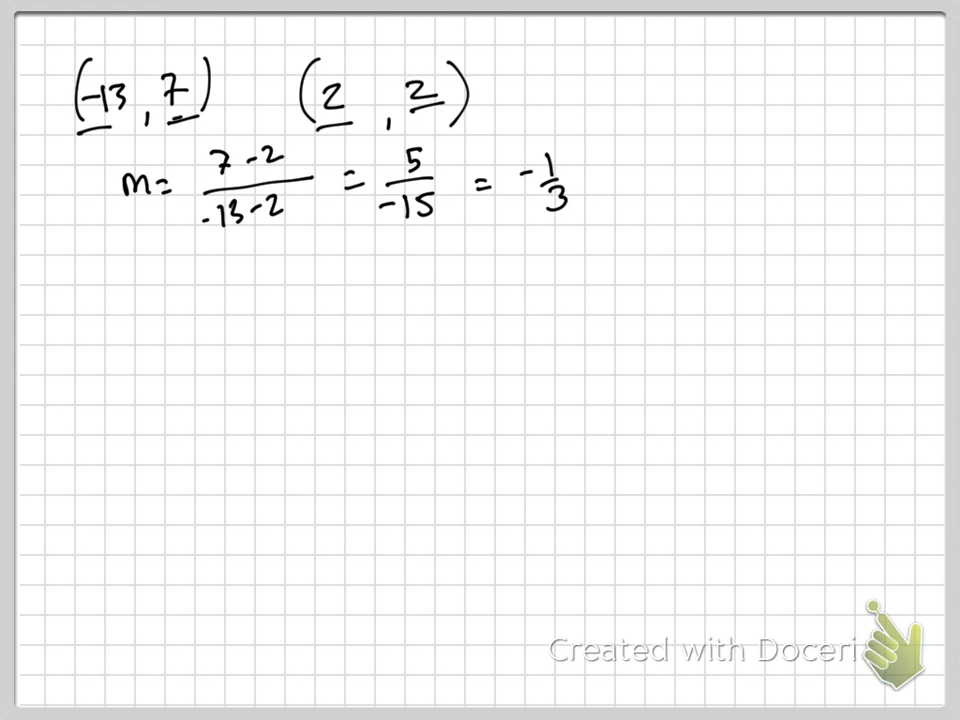 (-13, 7) (2, 2)
m = 7-2/-13-2 = 5/-15 = -1/3
Created with Doceri